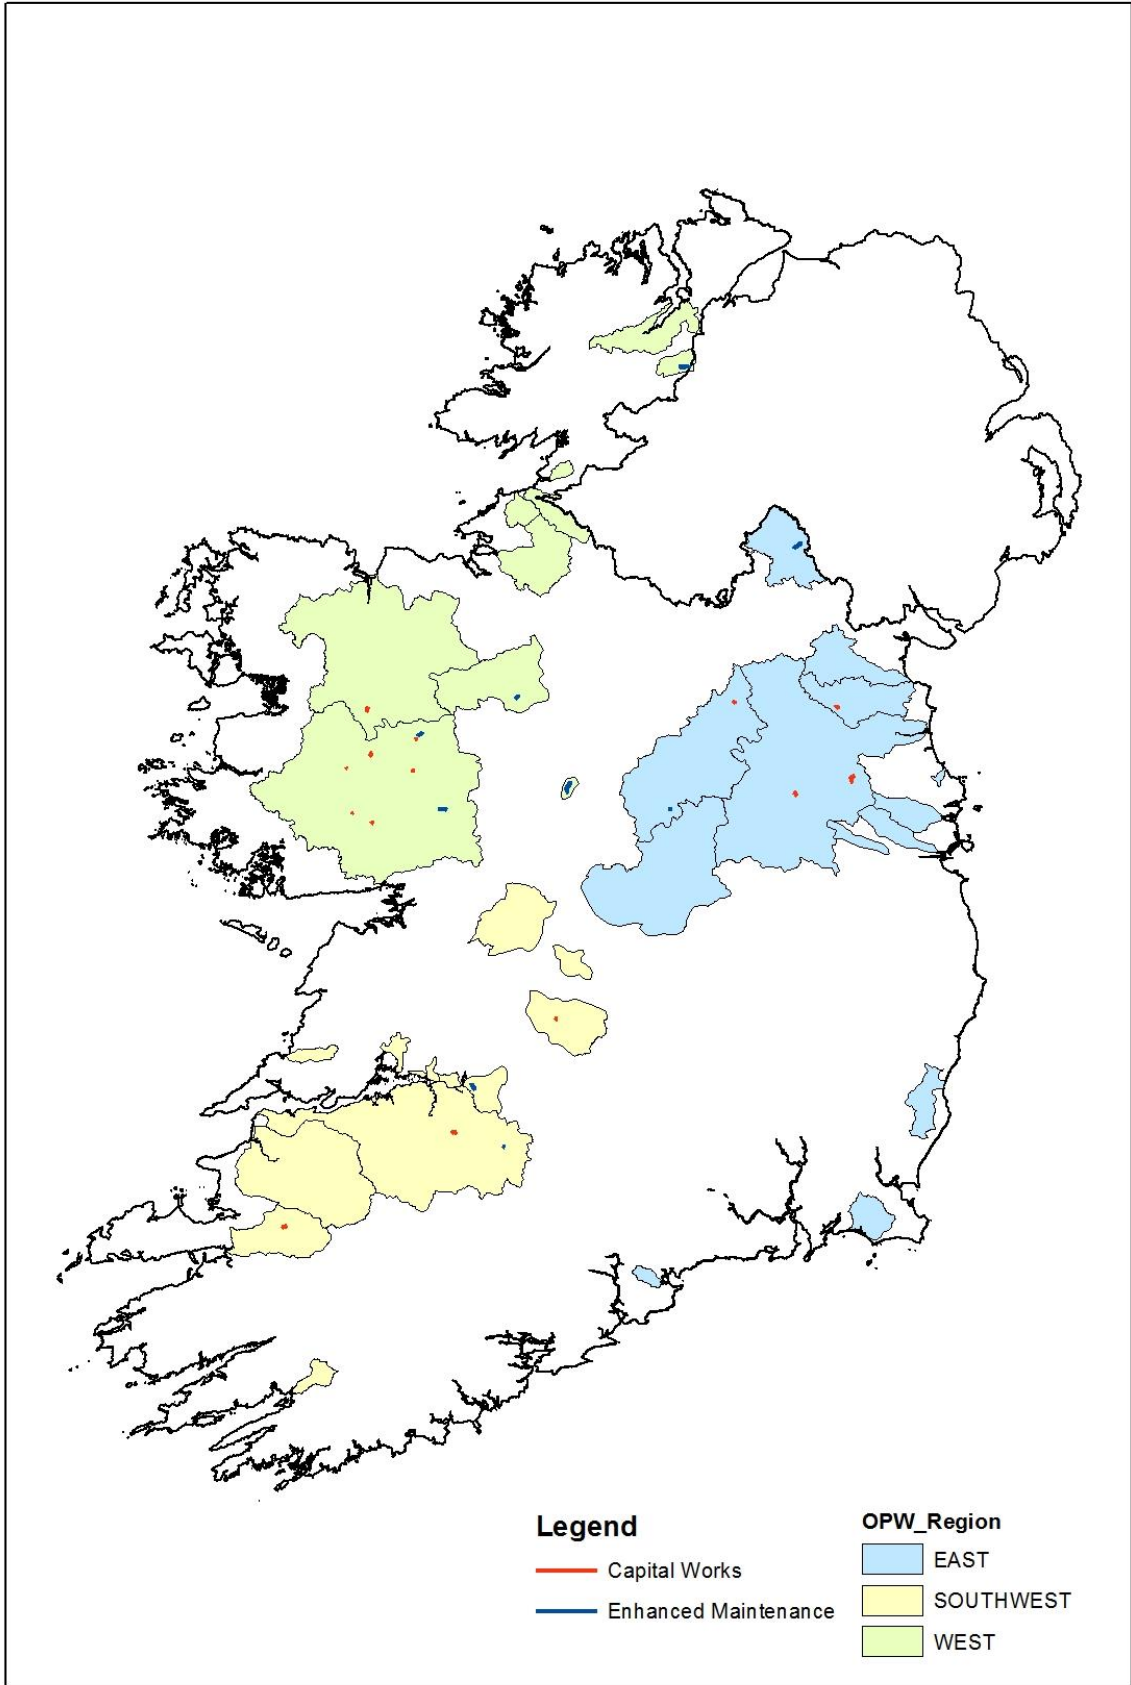 Legend
Capital Works
Enhanced Maintenance
OPW_Region
EAST
SOUTHWEST
WEST